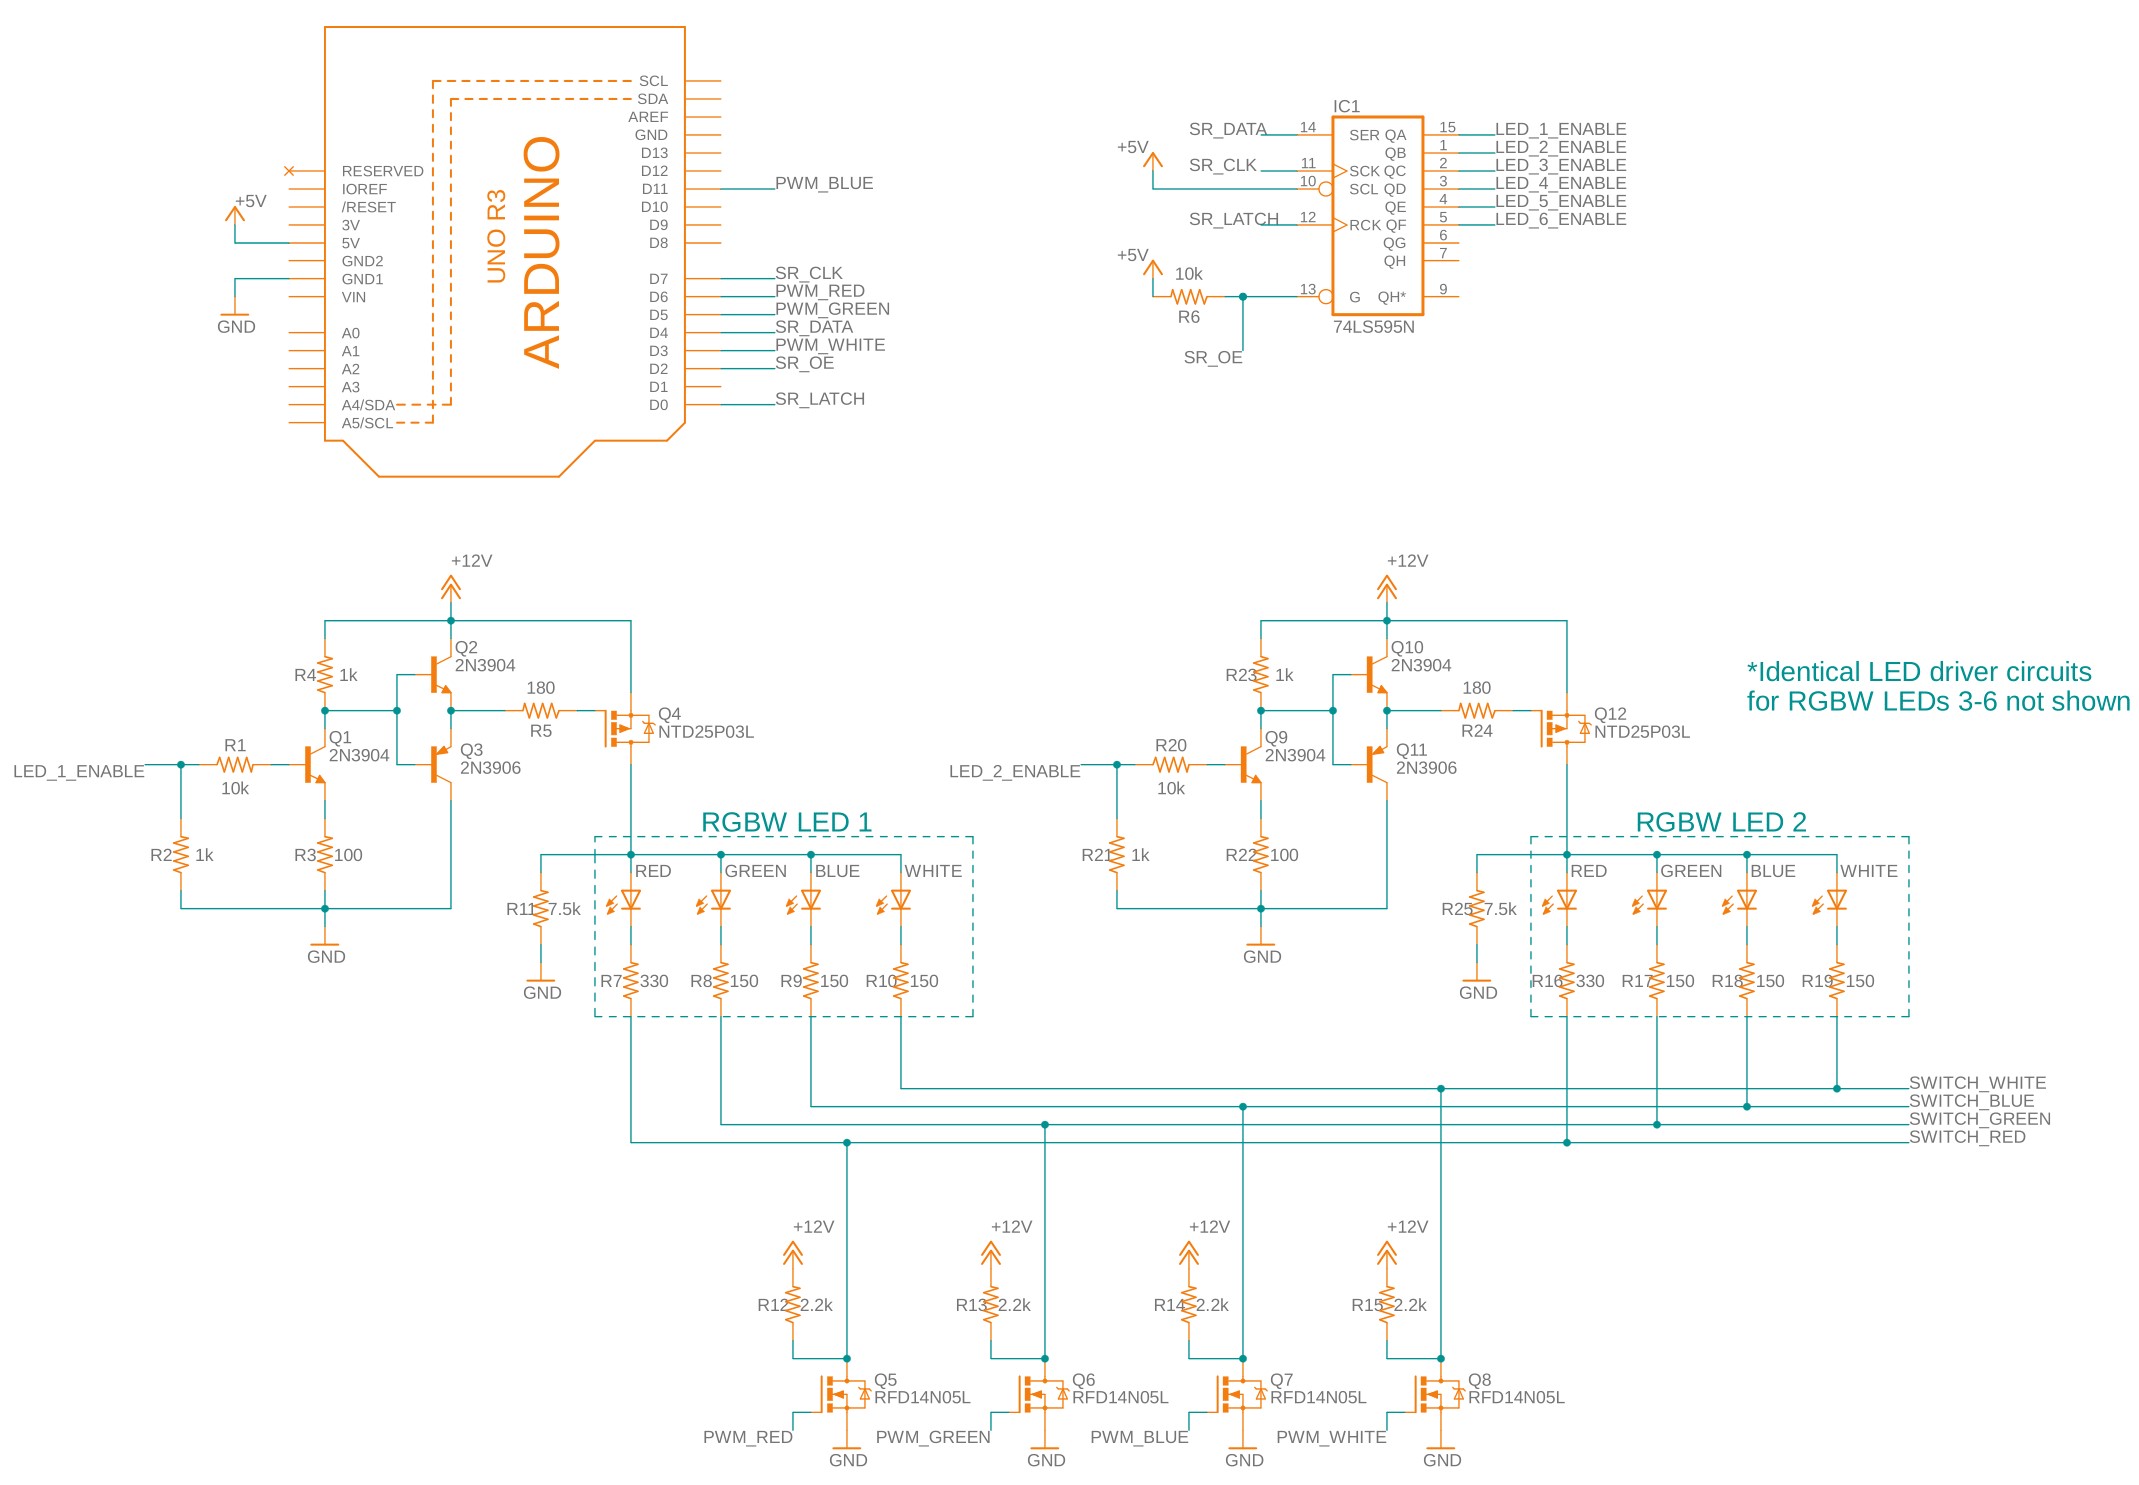 SCL
SDA
AREF
GND
D13
D12
D11
D10
D9
D8
D7
D6
D5
D4
D3
D2
D1
D0
RESERVED
IOREF
/RESET
3V
5V
GND2
GND1
VIN
A0
A1
A2
A3
A4/SDA
A5/SCL
UNO R3
ARDUINO
+5V
GND
PWM_BLUE
SR_CLK
PWM_RED
PWM_GREEN
SR_DATA
PWM_WHITE
SR_OE
SR_LATCH
IC1
SR_DATA 14 SER QA 15 LED_1_ENABLE
QB 1 LED_2_ENABLE
+5V
SR_CLK 11 SCK QC 2 LED_3_ENABLE
10 SCL QD 3 LED_4_ENABLE
QE 4 LED_5_ENABLE
SR_LATCH 12 RCK QF 5 LED_6_ENABLE
QG 6
QH 7
+5V
10k
R6
13 G QH* 9
74LS595N
SR_OE
+12V
Q2
2N3904
R4 1k
180
R5
Q4
NTD25P03L
Q1
2N3904
Q3
2N3906
LED_1_ENABLE
R1
10k
R2 1k
R3 100
GND
RGBW LED 1
RED
GREEN
BLUE
WHITE
R11 7.5k
GND
R7 330
R8 150
R9 150
R10 150
+12V
Q10
2N3904
R23 1k
180
R24
Q12
NTD25P03L
Q9
2N3904
Q11
2N3906
LED_2_ENABLE
R20
10k
R21 1k
R22 100
GND
*Identical LED driver circuits
for RGBW LEDs 3-6 not shown
RGBW LED 2
RED
GREEN
BLUE
WHITE
R25 7.5k
GND
R16 330
R17 150
R18 150
R19 150
SWITCH_WHITE
SWITCH_BLUE
SWITCH_GREEN
SWITCH_RED
+12V
R12 2.2k
Q5
RFD14N05L
PWM_RED
GND
+12V
R13 2.2k
Q6
RFD14N05L
PWM_GREEN
GND
+12V
R14 2.2k
Q7
RFD14N05L
PWM_BLUE
GND
+12V
R15 2.2k
Q8
RFD14N05L
PWM_WHITE
GND